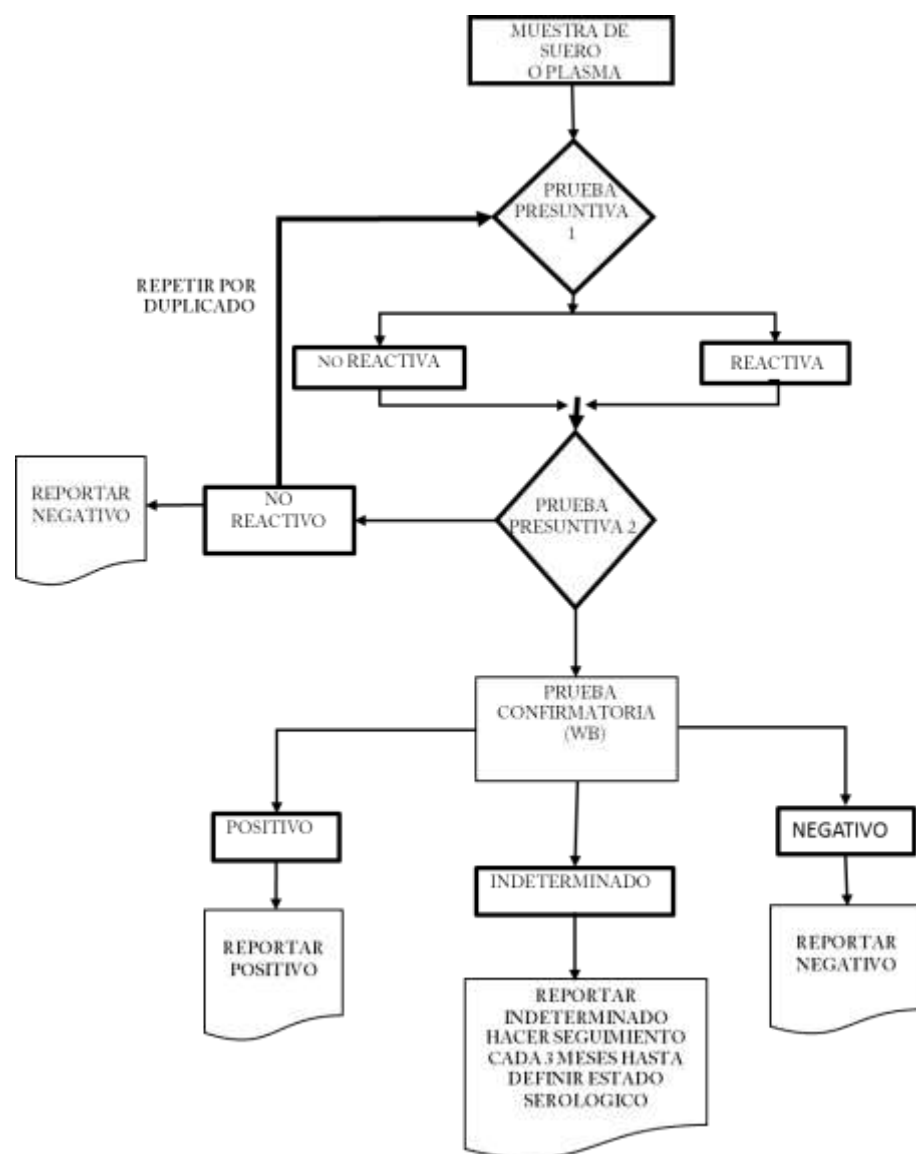 MUESTRA DE
SUERO
O PLASMA
PRUEBA
PRESUNTIVA
1
REPETIR POR
DUPLICADO
NO REACTIVA
REACTIVA
REPORTAR
NEGATIVO
NO
REACTIVO
PRUEBA
PRESUNTIVA 2
PRUEBA
CONFIRMATORIA
(WB)
POSITIVO
NEGATIVO
INDETERMINADO
REPORTAR
POSITIVO
REPORTAR
NEGATIVO
REPORTAR
INDETERMINADO
HACER SEGUIMIENTO
CADA 3 MESES HASTA
DEFINIR ESTADO
SEROLOGICO